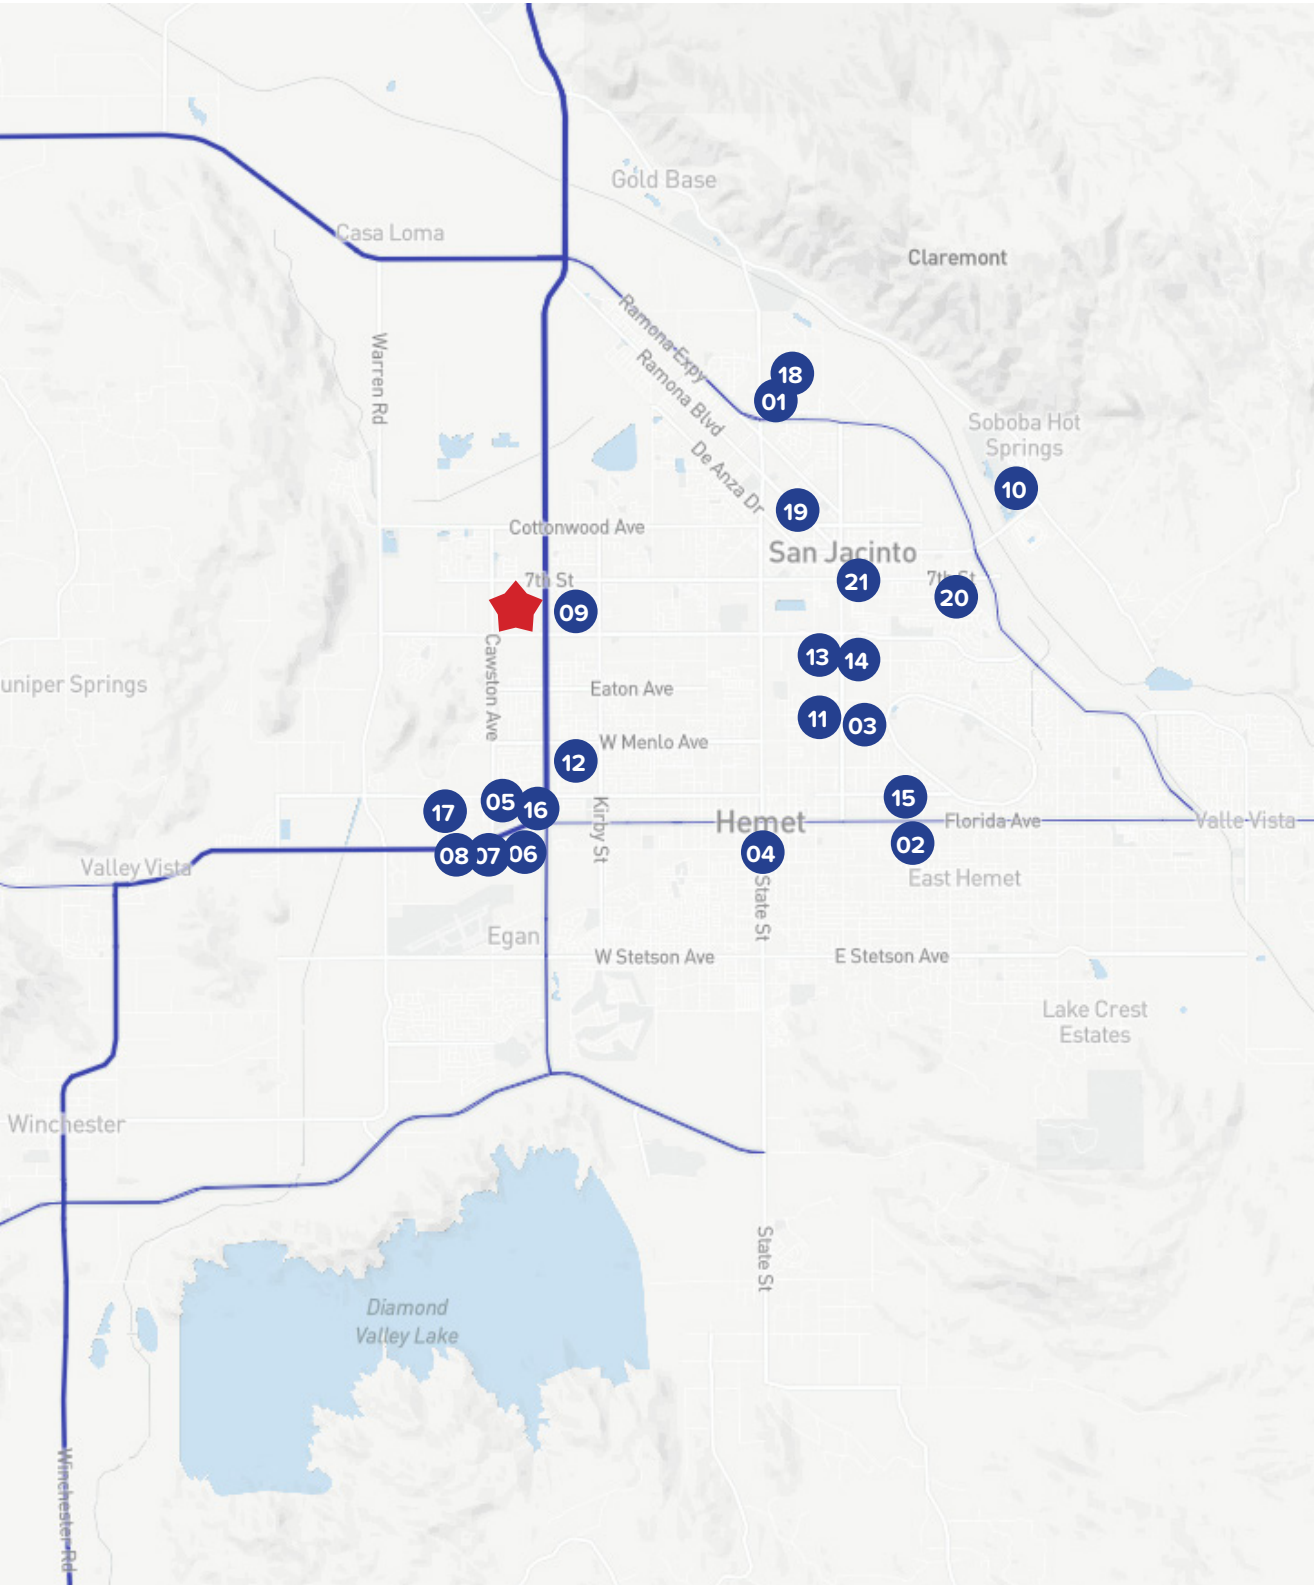 Gold Base
Casa Loma
Claremont
Ramona Expy
Warren Rd
Ramona Blvd
18
01
Soboba Hot
Springs
De Anza Dr
10
19
Cottonwood Ave
San Jacinto
7th St
21
7th St
20
09
Cawston Ave
13
14
uniper Springs
Eaton Ave
11
03
W Menlo Ave
12
05
16
17
15
Kirby St
Hemet
Florida Ave
Valle Vista
08
07
06
04
02
Valley Vista
East Hemet
State St
Egan
W Stetson Ave
E Stetson Ave
Lake Crest
Estates
Winchester
State St
Diamond
Valley Lake
Winchester Rd